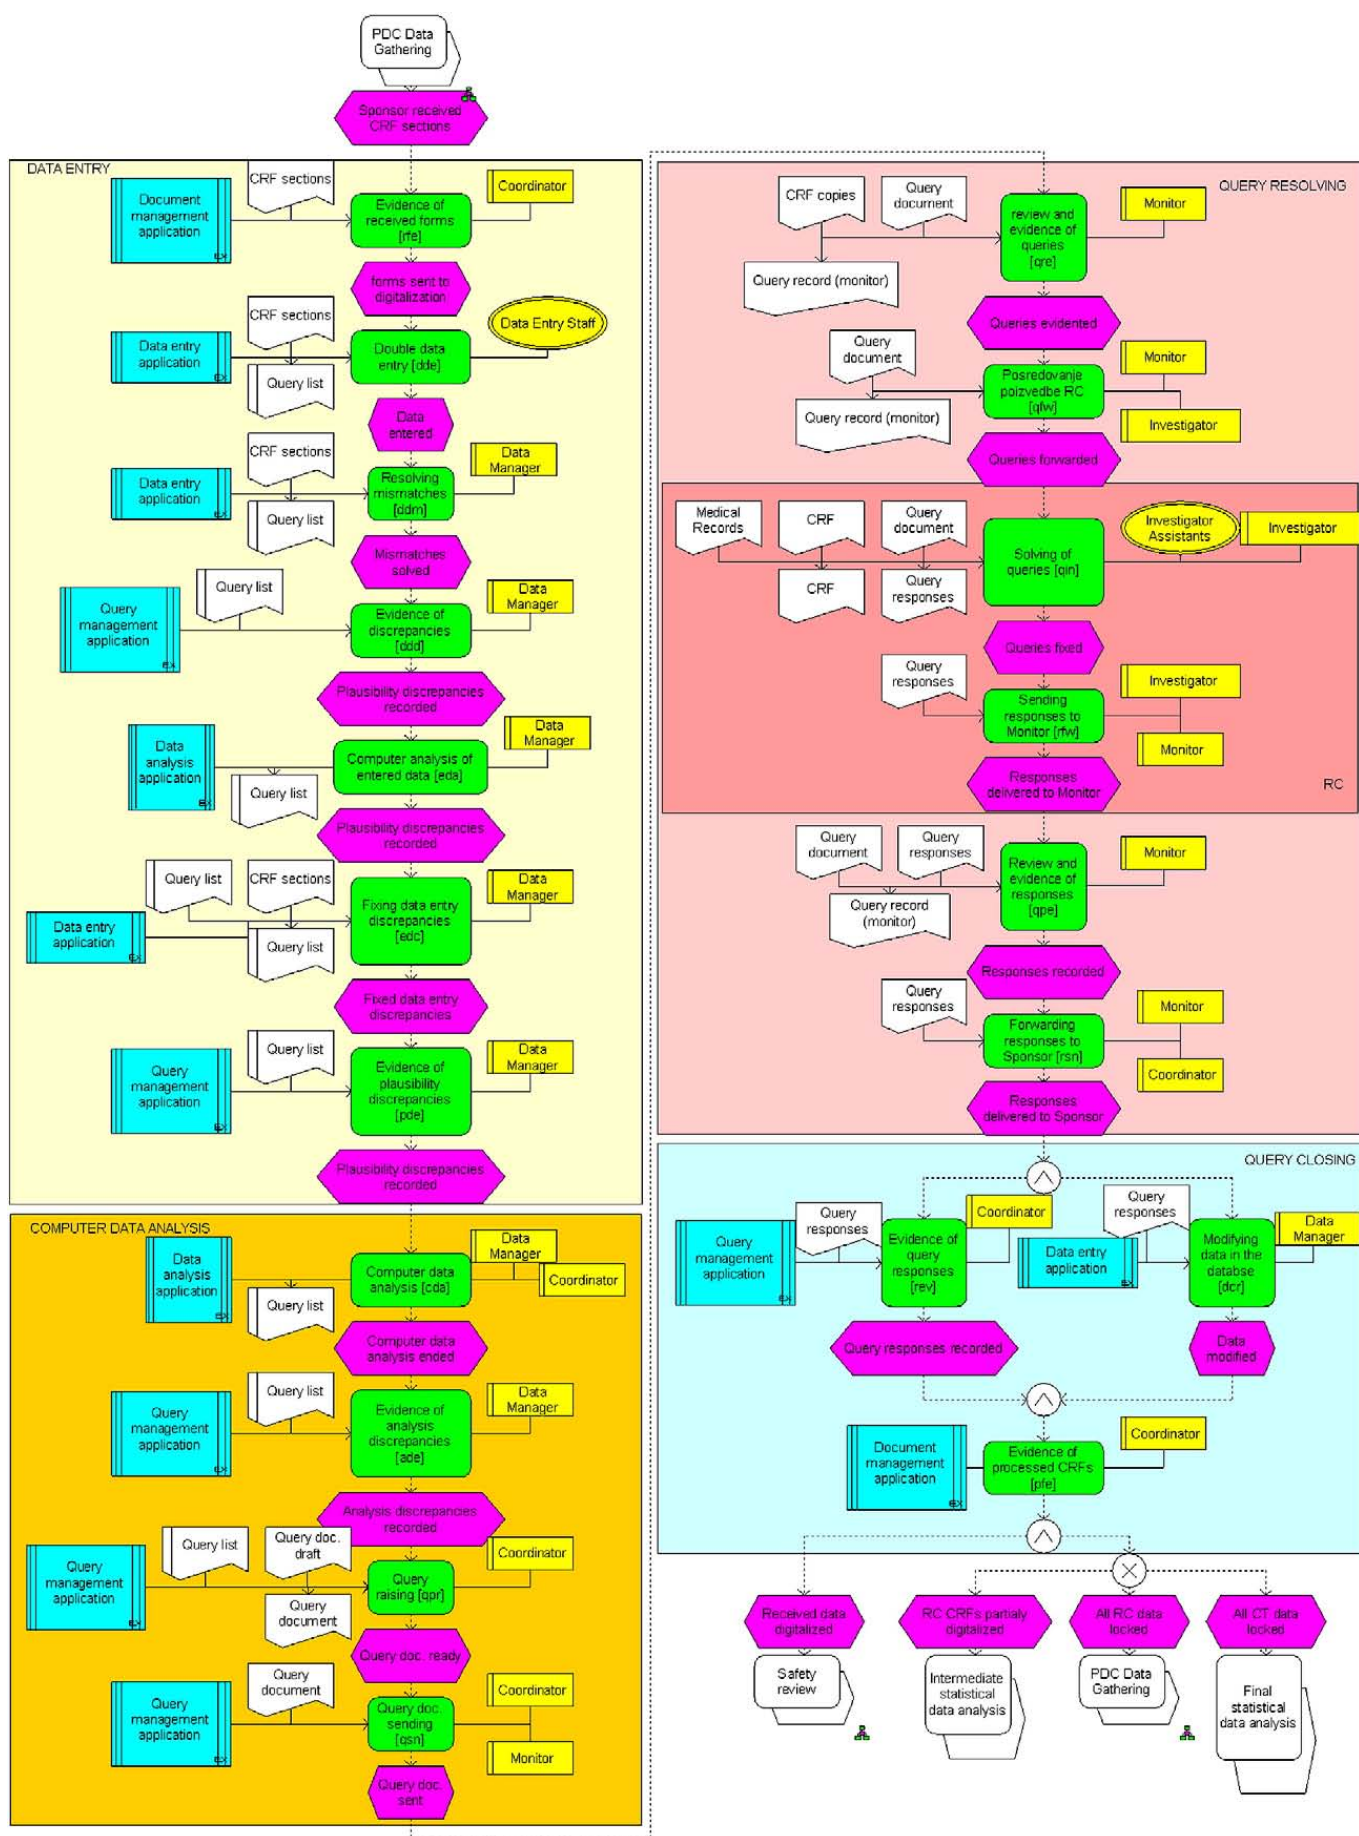 PDC Data
Gathering
Sponsor received
CRF sections
DATA ENTRY
CRF sections
Coordinator
Document
management
application
Evidence of
received forms
[rfe]
forms sent to
digitalization
CRF sections
Data Entry Staff
Data entry
application
Double data
entry [dde]
Query list
Data
entered
CRF sections
Data
Manager
Data entry
application
Resolving
mismatches
[ddm]
Query list
Mismatches
solved
Query list
Data
Manager
Query
management
application
Evidence of
discrepancies
[ddd]
Plausibility discrepancies
recorded
Data
Manager
Data
analysis
application
Computer analysis of
entered data [eda]
Query list
Plausibility discrepancies
recorded
Query list
CRF sections
Data
Manager
Data entry
application
Fixing data entry
discrepancies
[edc]
Query list
Fixed data entry
discrepancies
Query list
Data
Manager
Query
management
application
Evidence of
plausibility
discrepancies
[pde]
Plausibility discrepancies
recorded
COMPUTER DATA ANALYSIS
Data
Manager
Coordinator
Data
analysis
application
Computer data
analysis [cda]
Query list
Computer data
analysis ended
Query list
Data
Manager
Query
management
application
Evidence of
analysis
discrepancies
[ade]
Analysis discrepancies
recorded
Query list
Query doc.
draft
Coordinator
Query
management
application
Query
raising [qpr]
Query
document
Query doc. ready
Query
document
Coordinator
Query
management
application
Query doc.
sending
[qsn]
Monitor
Query doc.
sent
QUERY RESOLVING
CRF copies
Query
document
Monitor
review and
evidence of
queries
[qre]
Query record (monitor)
Queries evidented
Query
document
Monitor
Posredovanje
poizvedbe RC
[qfw]
Query record (monitor)
Investigator
Queries forwarded
Medical
Records
CRF
Query
document
Investigator
Assistants
Investigator
Solving of
queries [qin]
CRF
Query
responses
Queries fixed
Query
responses
Investigator
Sending
responses to
Monitor [rfw]
Monitor
Responses
delivered to Monitor
RC
Query
document
Query
responses
Monitor
Review and
evidence of
responses
[qpe]
Query record
(monitor)
Responses recorded
Query
responses
Monitor
Forwarding
responses to
Sponsor [rsn]
Coordinator
Responses
delivered to Sponsor
QUERY CLOSING
Query
responses
Coordinator
Query
management
application
Evidence of
query
responses
[rev]
Query
responses
Data
Manager
Data entry
application
Modifying
data in the
databse
[dcr]
Query responses recorded
Data
modified
Coordinator
Document
management
application
Evidence of
processed CRFs
[pfe]
Received data
digitalized
RC CRFs partialy
digitalized
All RC data
locked
All CT data
locked
Safety
review
Intermediate
statistical
data analysis
PDC Data
Gathering
Final
statistical
data analysis